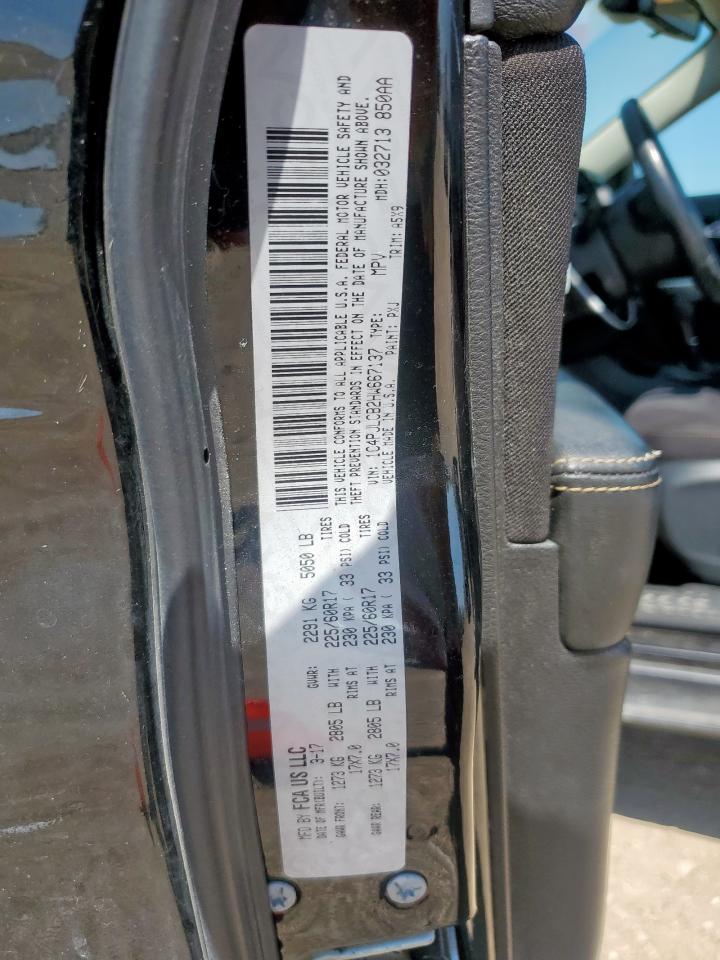 MFD BY FCA US LLC
DATE OF MFR(BUILT): 3-17 GVWR: 2291 KG 5050 LB
GAWR FRONT: 1273 KG 2805 LB WITH 225/60R17 TIRES
17X7.0 RIMS AT 230 KPA ( 33 PSI) COLD
GAWR REAR: 1273 KG 2805 LB WITH 225/60R17 TIRES
17X7.0 RIMS AT 230 KPA ( 33 PSI) COLD
THIS VEHICLE CONFORMS TO ALL APPLICABLE U.S.A. FEDERAL MOTOR VEHICLE SAFETY AND
THEFT PREVENTION STANDARDS IN EFFECT ON THE DATE OF MANUFACTURE SHOWN ABOVE.
VIN: 1C4PJLCB2HW667137 TYPE: MPV MDH:032713 850AA
VEHICLE MADE IN U.S.A. PAINT: PXJ TRIM: A5X9